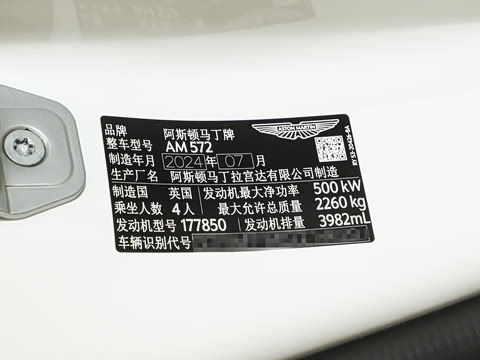 品牌 阿斯顿马丁牌
ASTON MARTIN
整车型号 AM 572
制造年月 2024 年 07 月
生产厂名 阿斯顿马丁拉宫达有限公司制造
制造国 英国 发动机最大净功率 500 kW
乘坐人数 4人 最大允许总质量 2260 kg
发动机型号 177850 发动机排量 3982mL
车辆识别代号